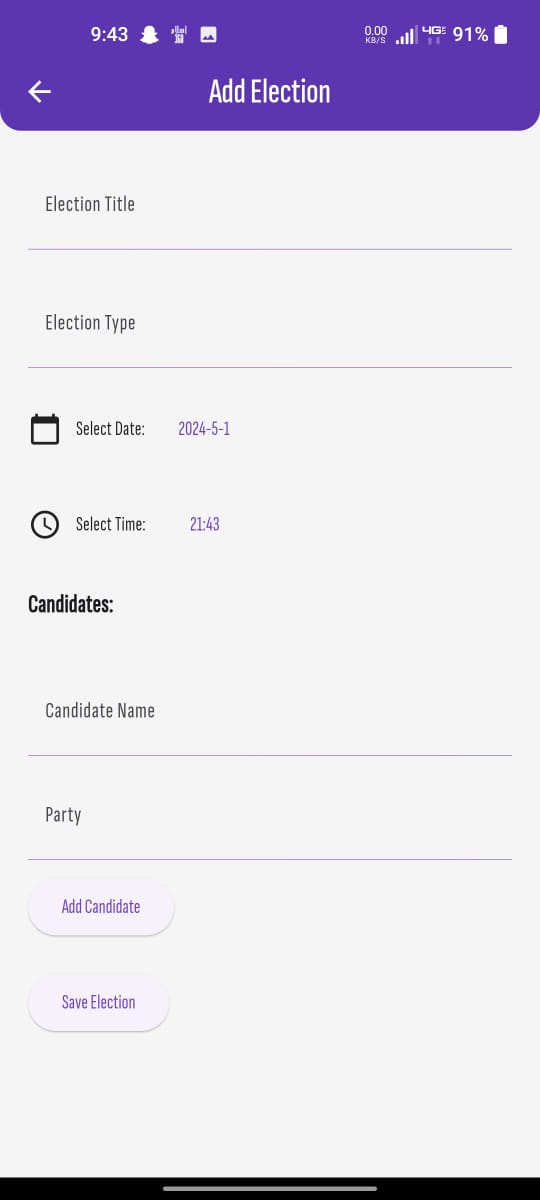 9:43
0.00
KB/S
4G
91%
Add Election
Election Title
Election Type
Select Date: 2024-5-1
Select Time: 21:43
Candidates:
Candidate Name
Party
Add Candidate
Save Election